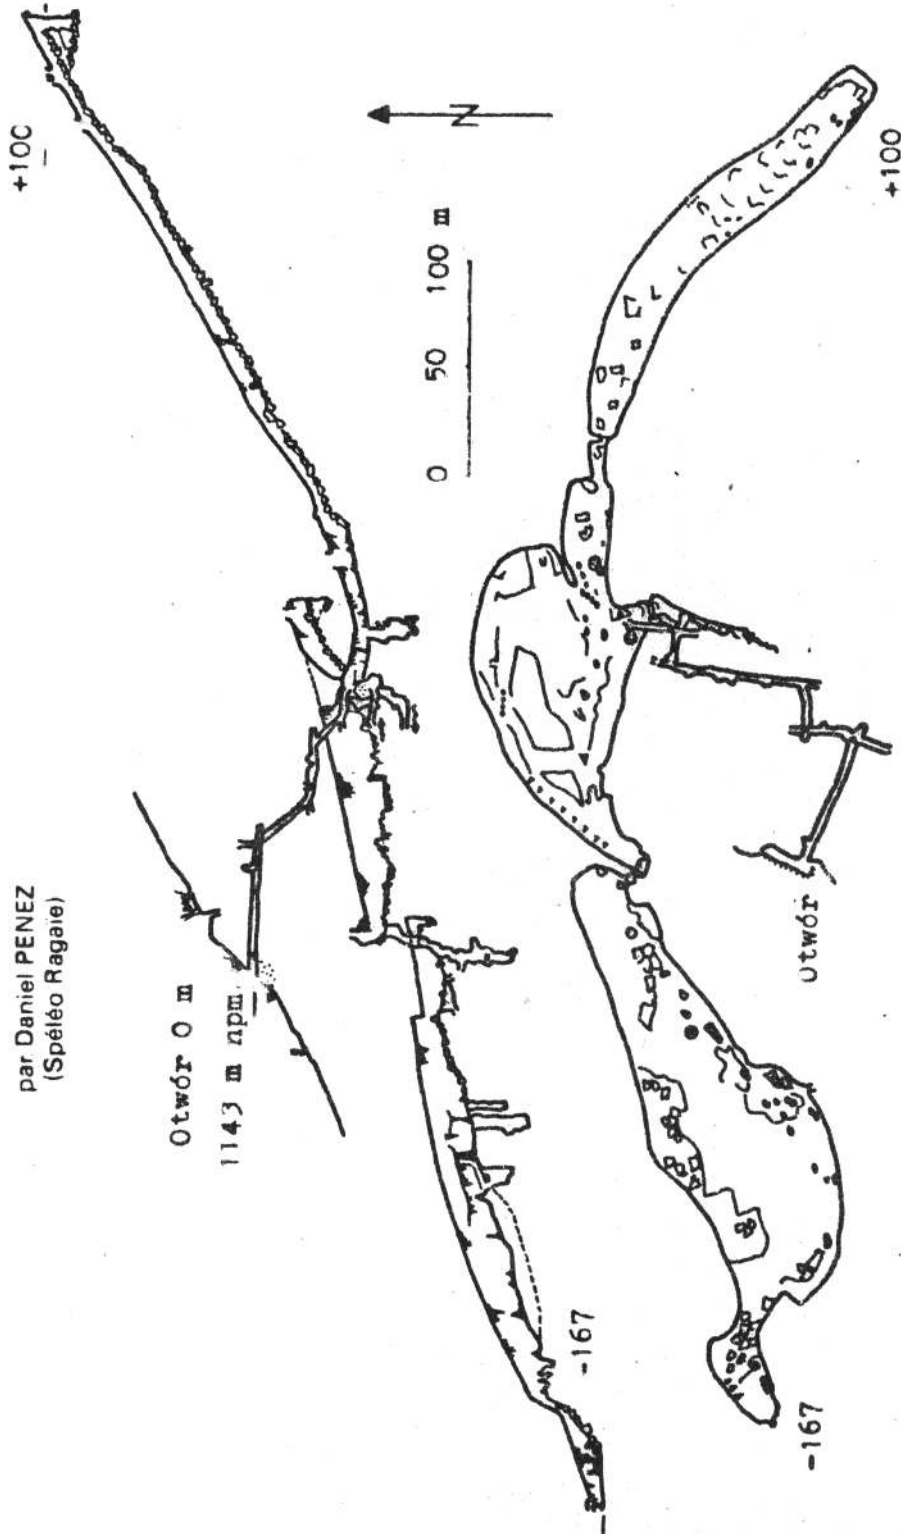 par Daniel PENEZ
(Spéléo Ragaie)
Otwór 0 m
1143 m npm
+100
N
0 50 100 m
-167
Otwór
+100
-167